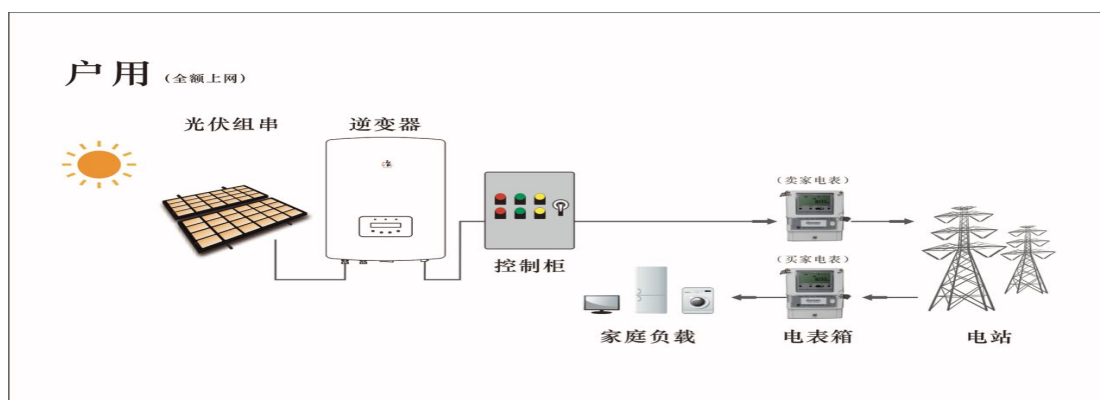 户用（全额上网）
光伏组串
逆变器
（卖家电表）
控制柜
（买家电表）
家庭负载
电表箱
电站